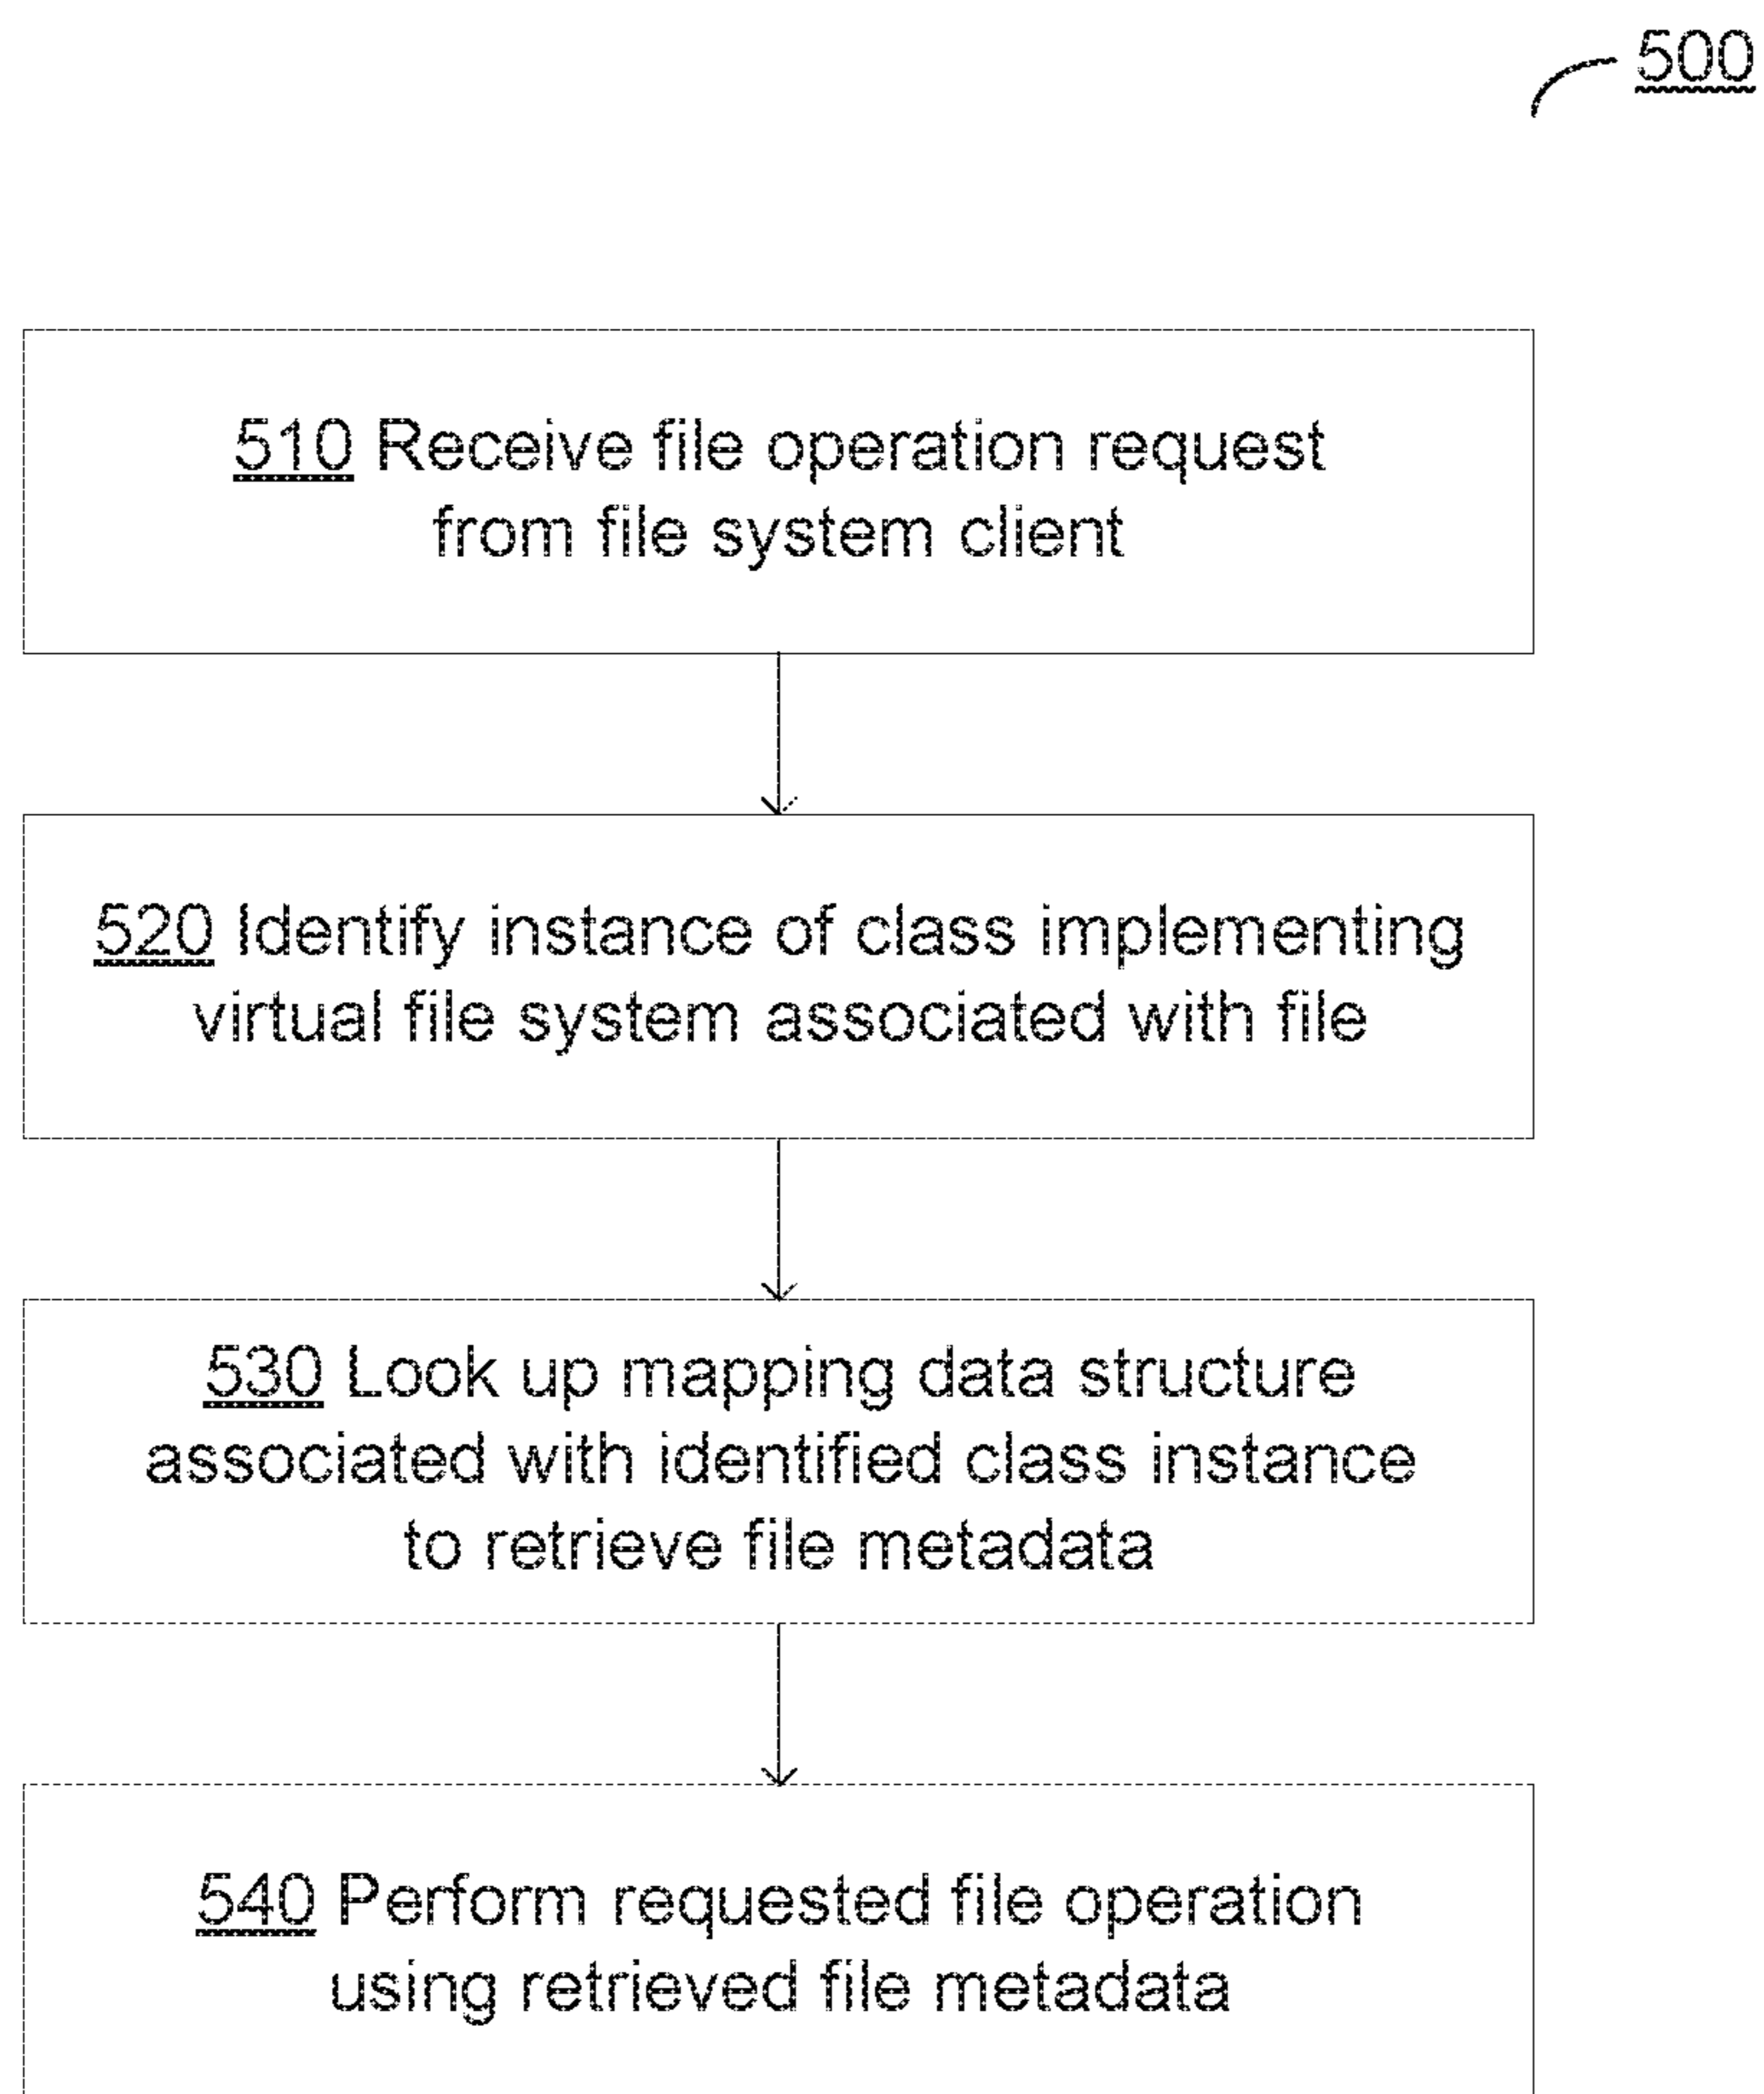 500
510 Receive file operation request
from file system client
520 Identify instance of class implementing
virtual file system associated with file
530 Look up mapping data structure
associated with identified class instance
to retrieve file metadata
540 Perform requested file operation
using retrieved file metadata